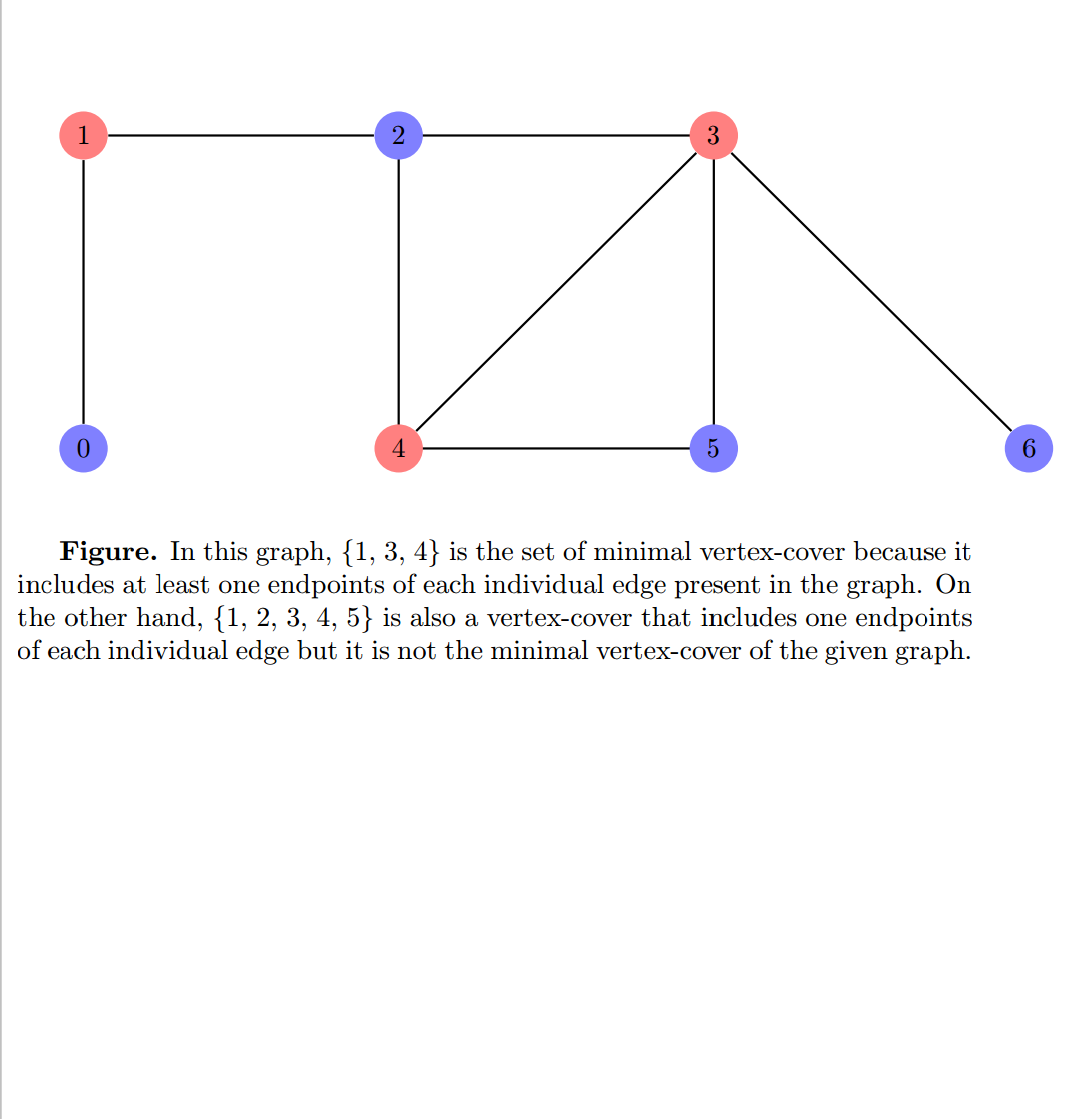 1 2 3
0 4 5 6
Figure. In this graph, {1, 3, 4} is the set of minimal vertex-cover because it
includes at least one endpoints of each individual edge present in the graph. On
the other hand, {1, 2, 3, 4, 5} is also a vertex-cover that includes one endpoints
of each individual edge but it is not the minimal vertex-cover of the given graph.